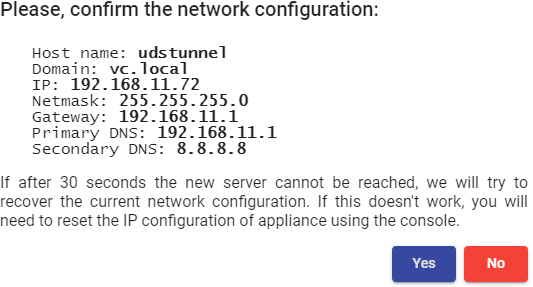 Please, confirm the network configuration:
Host name: udstunnel
Domain: vc.local
IP: 192.168.11.72
Netmask: 255.255.255.0
Gateway: 192.168.11.1
Primary DNS: 192.168.11.1
Secondary DNS: 8.8.8.8
If after 30 seconds the new server cannot be reached, we will try to
recover the current network configuration. If this doesn't work, you will
need to reset the IP configuration of appliance using the console.
Yes No